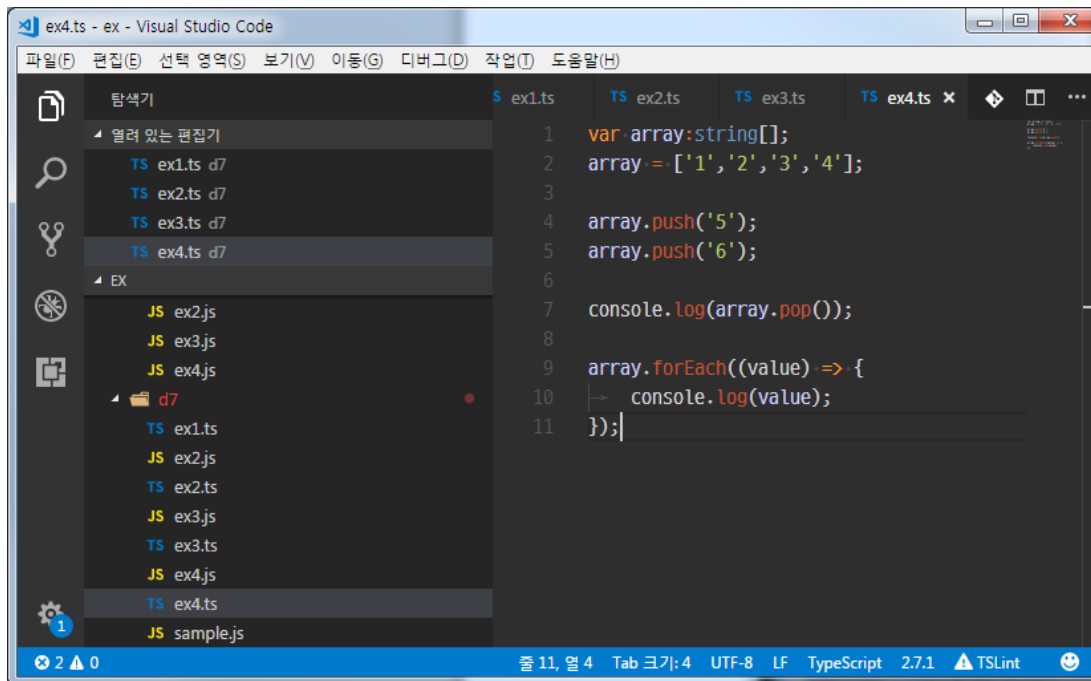 ex4.ts - ex - Visual Studio Code
파일(F) 편집(E) 선택 영역(S) 보기(V) 이동(G) 디버그(D) 작업(T) 도움말(H)
탐색기
열려 있는 편집기
TS ex1.ts d7
TS ex2.ts d7
TS ex3.ts d7
TS ex4.ts d7
EX
JS ex2.js
JS ex3.js
JS ex4.js
d7
TS ex1.ts
JS ex2.js
TS ex2.ts
JS ex3.js
TS ex3.ts
JS ex4.js
TS ex4.ts
JS sample.js
1
S ex1.ts TS ex2.ts TS ex3.ts TS ex4.ts
1 var array:string[];
2 array = ['1','2','3','4'];
3
4 array.push('5');
5 array.push('6');
6
7 console.log(array.pop());
8
9 array.forEach((value) => {
10 console.log(value);
11 });
2 0 줄 11, 열 4 Tab 크기: 4 UTF-8 LF TypeScript 2.7.1 TSLint